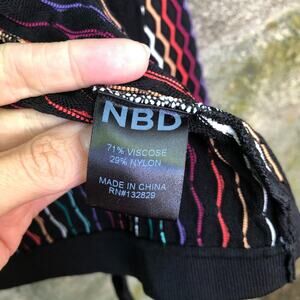 NBD
71% VISCOSE
29% NYLON
MADE IN CHINA
RN#132829